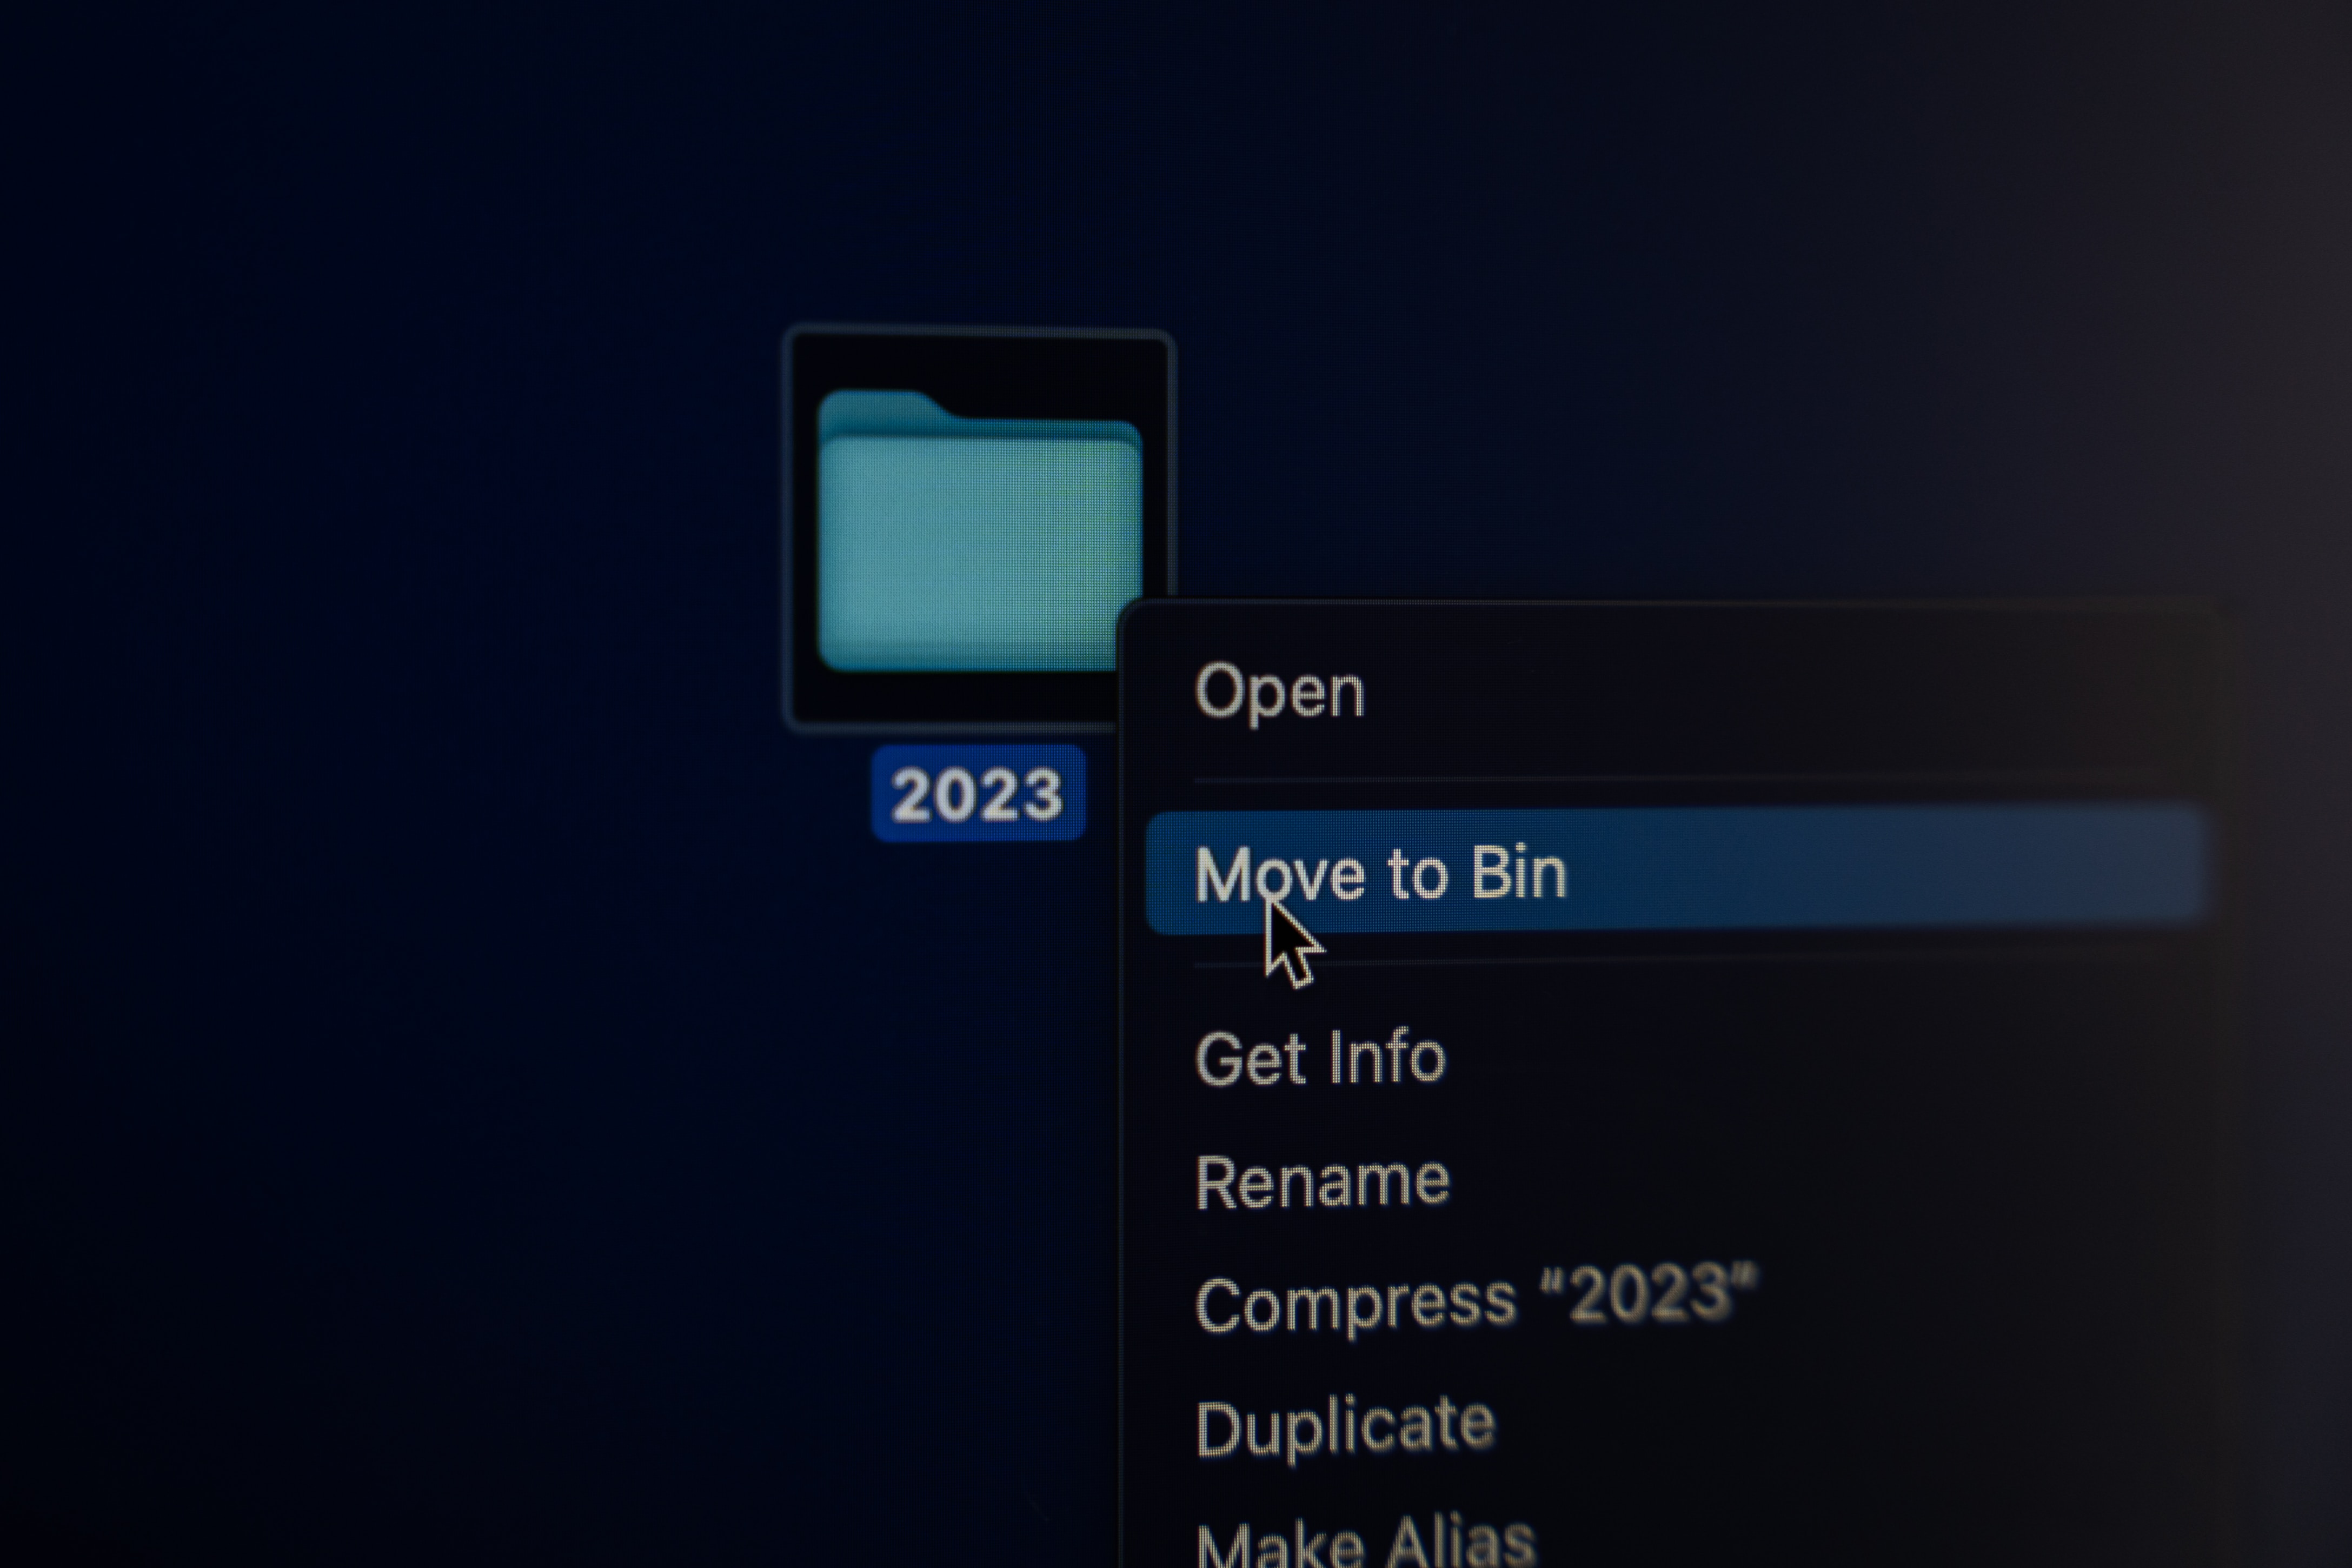 2023
Open
Move to Bin
Get Info
Rename
Compress “2023”
Duplicate
Make Alias